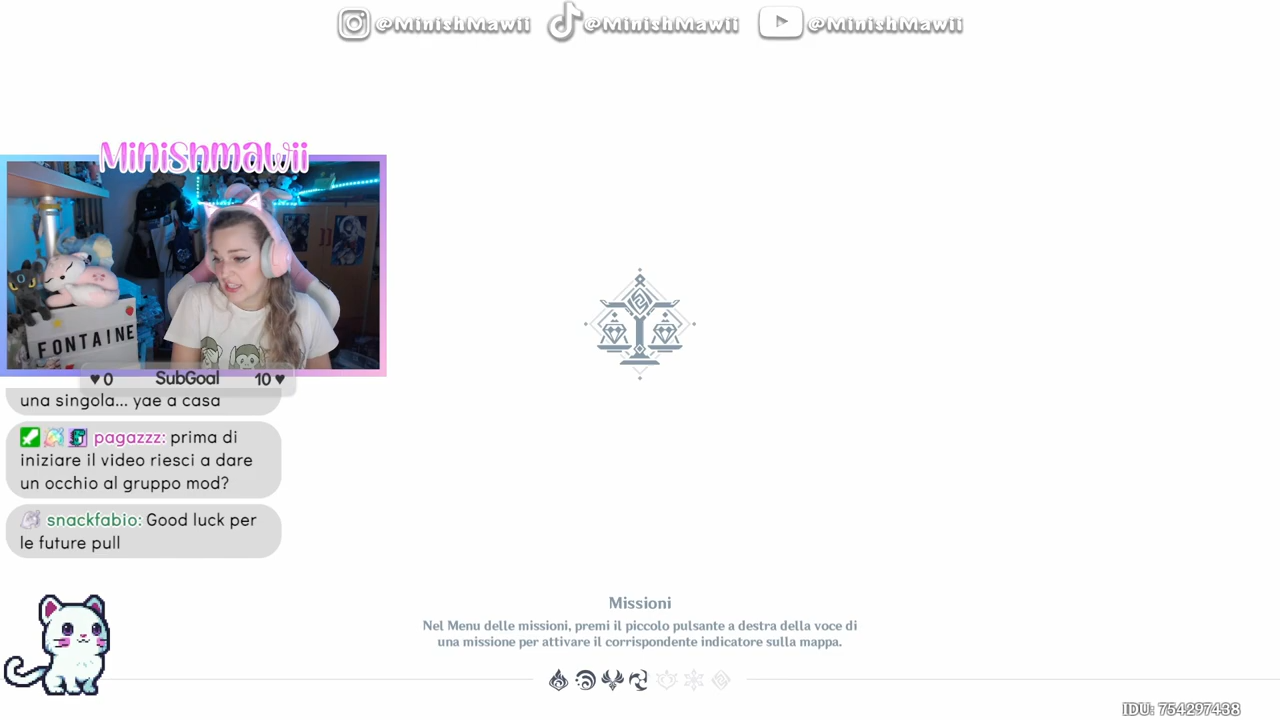 @MinishMawii @MinishMawii @MinishMawii
MiniShmawii
FONTAINE
♥ 0 SubGoal 10 ♥
una singola... yae a casa
pagazzz: prima di
iniziare il video riesci a dare
un occhio al gruppo mod?
snackfabio: Good luck per
le future pull
Missioni
Nel Menu delle missioni, premi il piccolo pulsante a destra della voce di
una missione per attivare il corrispondente indicatore sulla mappa.
IDU: 754297438